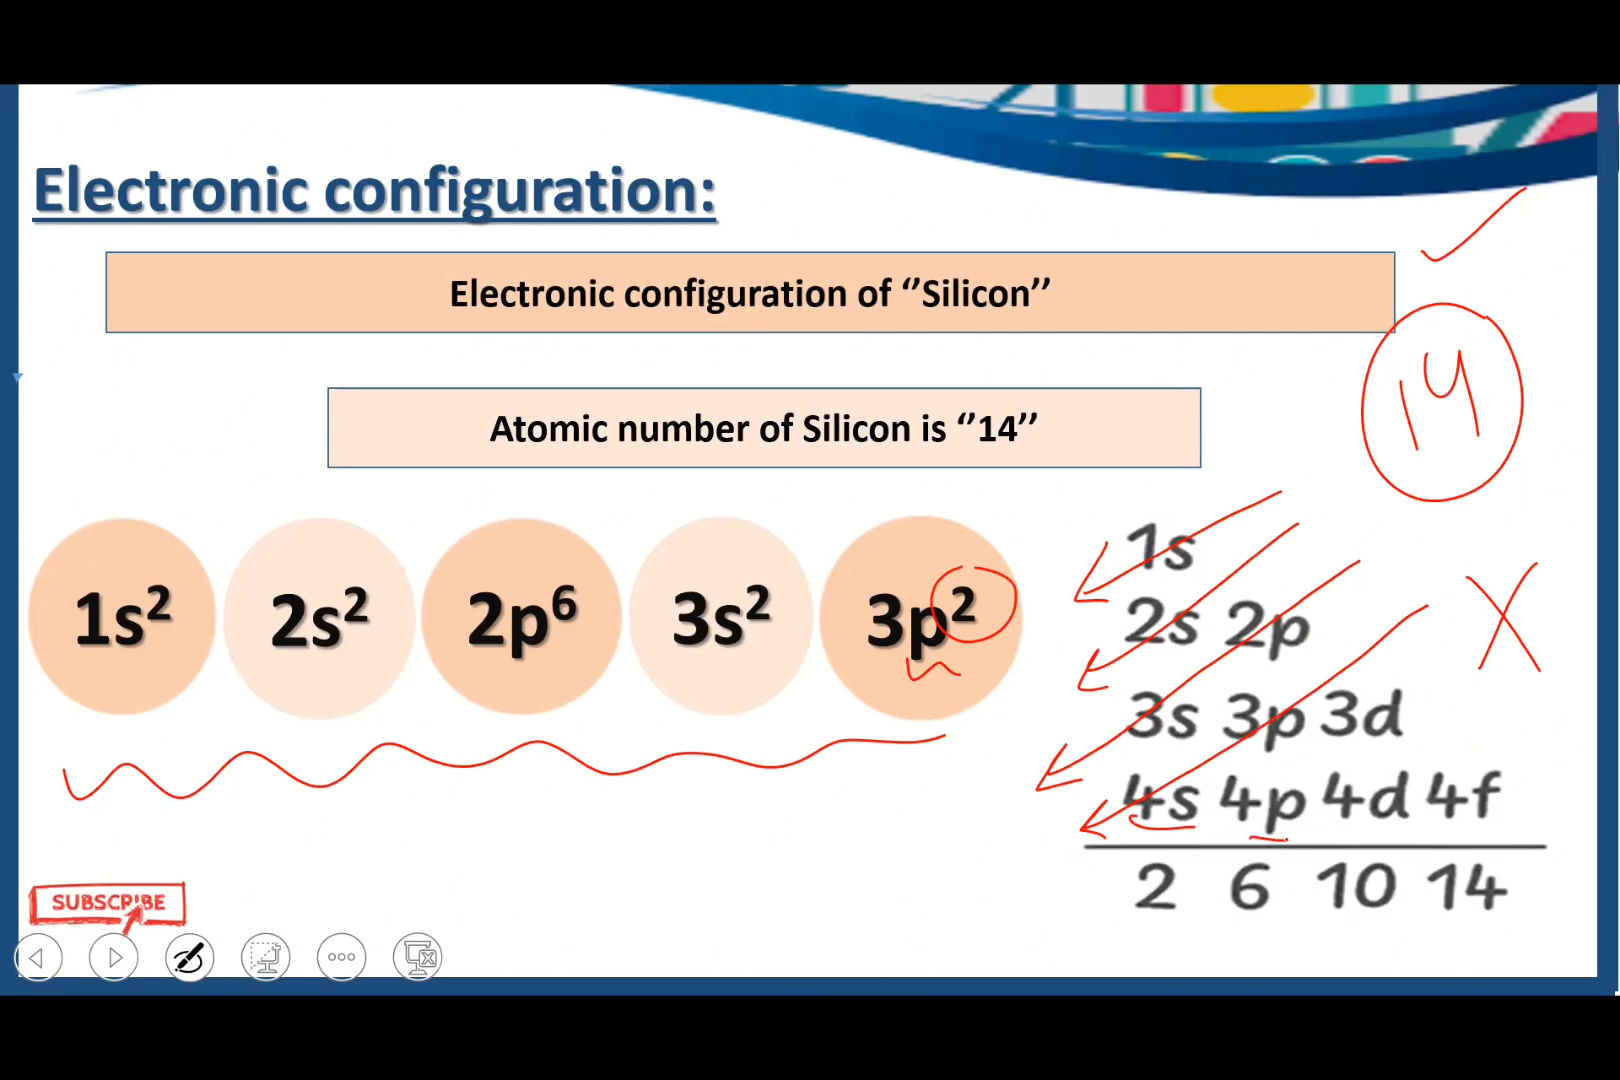 Electronic configuration:
Electronic configuration of ‘’Silicon’’
14
Atomic number of Silicon is ‘’14’’
1s² 2s² 2p⁶ 3s² 3p²
1s
2s 2p
3s 3p 3d
4s 4p 4d 4f
2 6 10 14
SUBSCRIBE